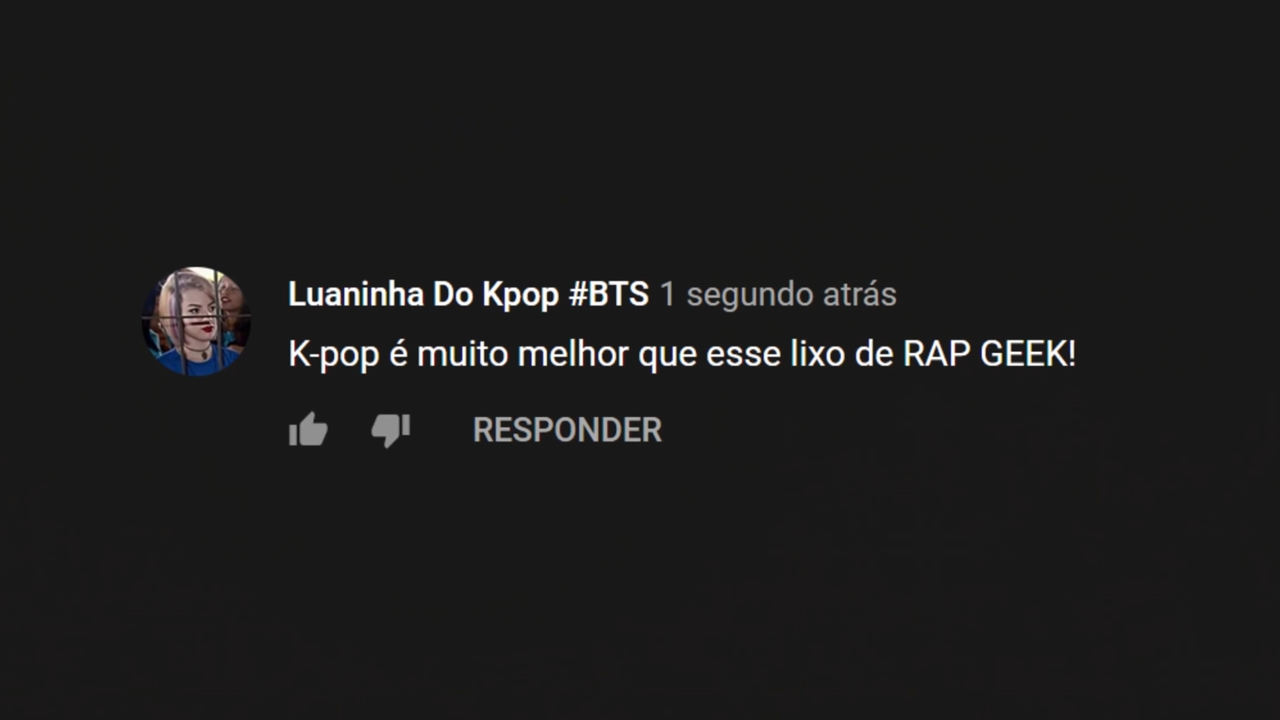 Luaninha Do Kpop #BTS 1 segundo atrás
K-pop é muito melhor que esse lixo de RAP GEEK!
RESPONDER